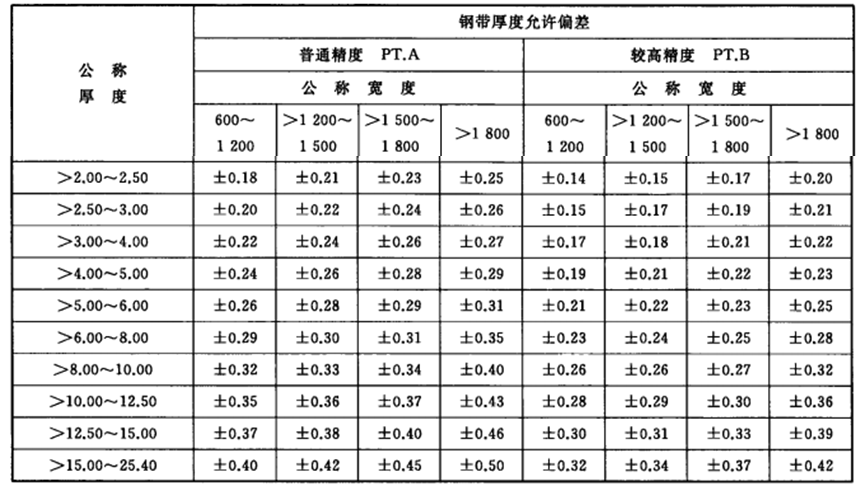 钢带厚度允许偏差
公称
厚度
普通精度 PT.A
较高精度 PT.B
公称宽度
公称宽度
600～1 200 >1 200～1 500 >1 500～1 800 >1 800 600～1 200 >1 200～1 500 >1 500～1 800 >1 800
>2.00～2.50 ±0.18 ±0.21 ±0.23 ±0.25 ±0.14 ±0.15 ±0.17 ±0.20
>2.50～3.00 ±0.20 ±0.22 ±0.24 ±0.26 ±0.15 ±0.17 ±0.19 ±0.21
>3.00～4.00 ±0.22 ±0.24 ±0.26 ±0.27 ±0.17 ±0.18 ±0.21 ±0.22
>4.00～5.00 ±0.24 ±0.26 ±0.28 ±0.29 ±0.19 ±0.21 ±0.22 ±0.23
>5.00～6.00 ±0.26 ±0.28 ±0.29 ±0.31 ±0.21 ±0.22 ±0.23 ±0.25
>6.00～8.00 ±0.29 ±0.30 ±0.31 ±0.35 ±0.23 ±0.24 ±0.25 ±0.28
>8.00～10.00 ±0.32 ±0.33 ±0.34 ±0.40 ±0.26 ±0.26 ±0.27 ±0.32
>10.00～12.50 ±0.35 ±0.36 ±0.37 ±0.43 ±0.28 ±0.29 ±0.30 ±0.36
>12.50～15.00 ±0.37 ±0.38 ±0.40 ±0.46 ±0.30 ±0.31 ±0.33 ±0.39
>15.00～25.40 ±0.40 ±0.42 ±0.45 ±0.50 ±0.32 ±0.34 ±0.37 ±0.42